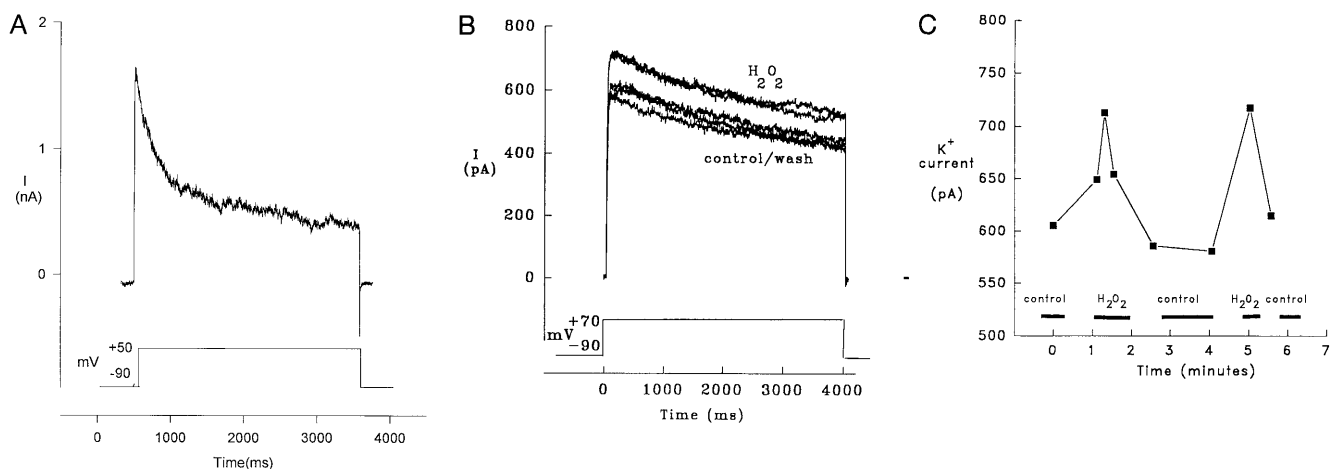 A
2
1
0
I
(nA)
mV
+50
-90
0
1000
2000
3000
4000
Time(ms)
B
800
600
400
200
0
I
(pA)
H2O2
control/wash
mV
+70
-90
0
1000
2000
3000
4000
Time (ms)
C
800
750
700
650
600
550
500
K+
current
(pA)
control
H2O2
control
H2O2
control
0
1
2
3
4
5
6
7
Time (minutes)